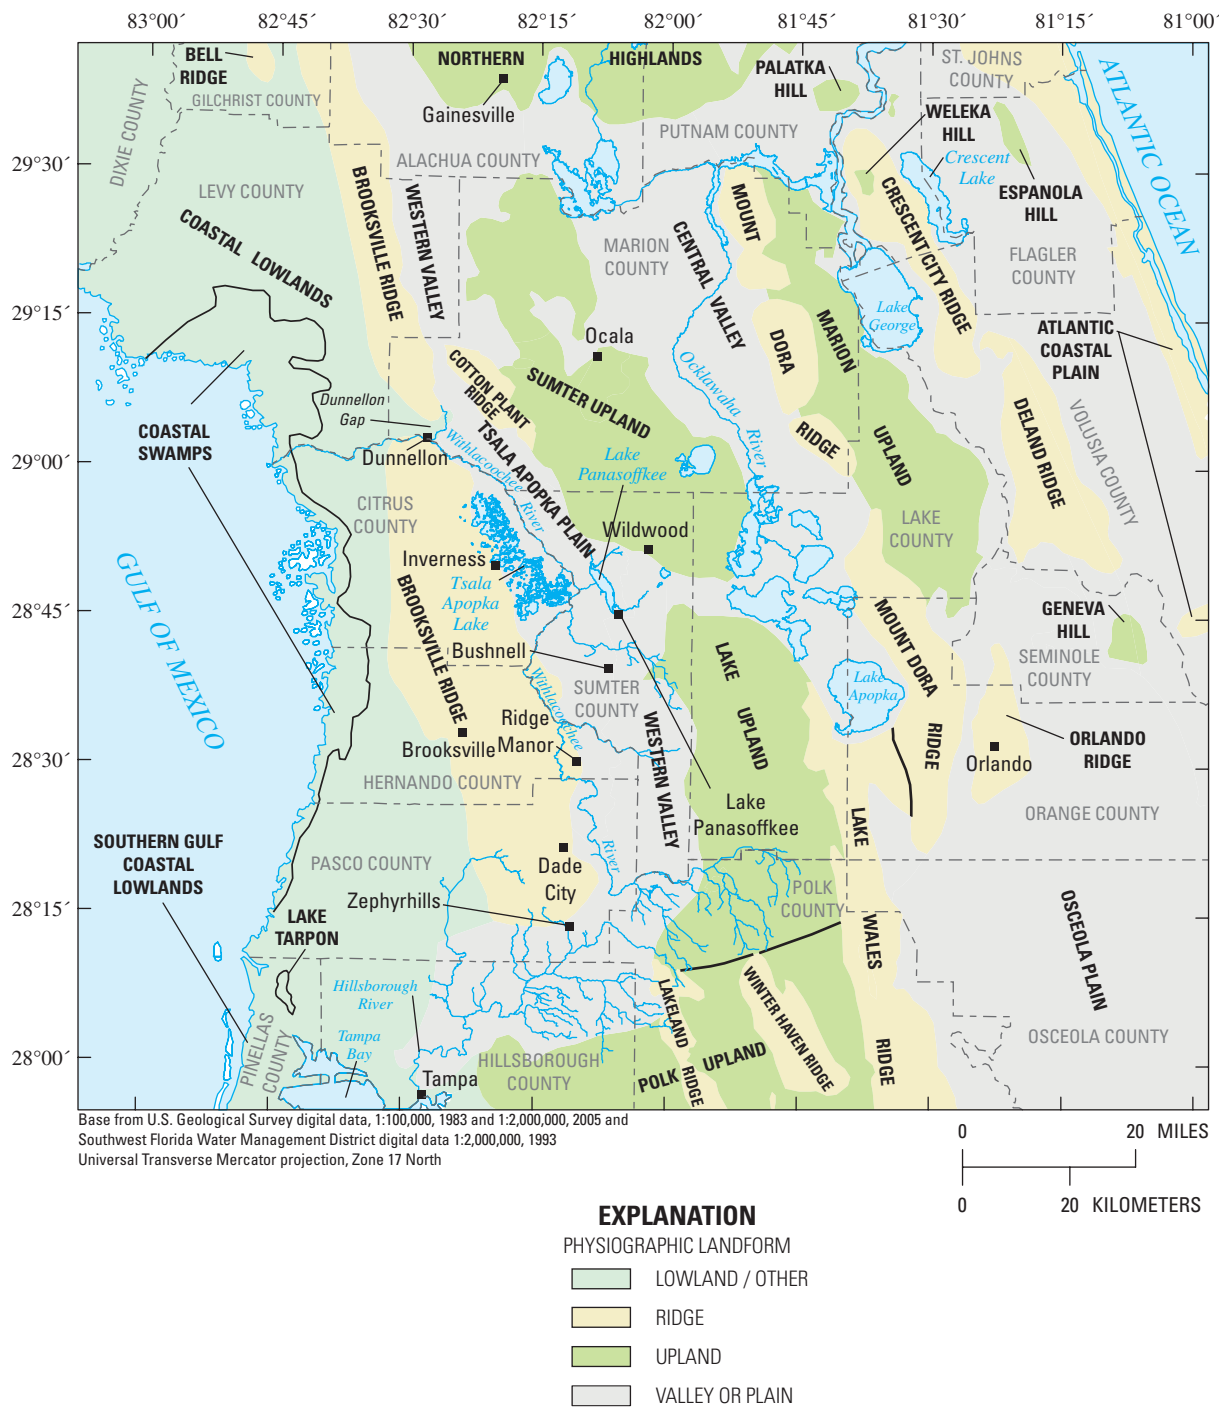 83°00′ 82°45′ 82°30′ 82°15′ 82°00′ 81°45′ 81°30′ 81°15′ 81°00′
29°30′
29°15′
29°00′
28°45′
28°30′
28°15′
28°00′
BELL
RIDGE
GILCHRIST COUNTY
DIXIE COUNTY
NORTHERN
HIGHLANDS
Gainesville
PALATKA
HILL
ST. JOHNS
COUNTY
ATLANTIC OCEAN
WELEKA
HILL
PUTNAM COUNTY
ALACHUA COUNTY
Crescent
Lake
ESPANOLA
HILL
LEVY COUNTY
COASTAL LOWLANDS
BROOKSVILLE RIDGE
WESTERN VALLEY
MARION
COUNTY
CENTRAL VALLEY
MOUNT
DORA
RIDGE
CRESCENT CITY RIDGE
FLAGLER
COUNTY
Lake
George
MARION
UPLAND
ATLANTIC
COASTAL
PLAIN
Ocala
COTTON PLANT
RIDGE
SUMTER UPLAND
Ocklawaha
River
Dunnellon
Gap
COASTAL
SWAMPS
Dunnellon
Withlacoochee
River
TSALA APOPKA PLAIN
Lake
Panasoffkee
DELAND RIDGE
VOLUSIA COUNTY
CITRUS
COUNTY
Wildwood
LAKE
COUNTY
Inverness
Tsala
Apopka
Lake
GULF OF MEXICO
BROOKSVILLE RIDGE
Bushnell
LAKE
UPLAND
MOUNT DORA
RIDGE
GENEVA
HILL
SEMINOLE
COUNTY
SUMTER
COUNTY
Withlacoochee
River
Lake
Apopka
WESTERN VALLEY
Ridge
Manor
Brooksville
Orlando
ORLANDO
RIDGE
HERNANDO COUNTY
Lake
Panasoffkee
ORANGE COUNTY
SOUTHERN GULF
COASTAL
LOWLANDS
PASCO COUNTY
Dade
City
LAKE
WALES
RIDGE
POLK
COUNTY
Zephyrhills
LAKE
TARPON
OSCEOLA PLAIN
Hillsborough
River
LAKELAND
RIDGE
WINTER HAVEN RIDGE
OSCEOLA COUNTY
PINELLAS
COUNTY
Tampa
Bay
HILLSBOROUGH
COUNTY
POLK UPLAND
Tampa
Base from U.S. Geological Survey digital data, 1:100,000, 1983 and 1:2,000,000, 2005 and
Southwest Florida Water Management District digital data 1:2,000,000, 1993
Universal Transverse Mercator projection, Zone 17 North
0 20 MILES
0 20 KILOMETERS
EXPLANATION
PHYSIOGRAPHIC LANDFORM
LOWLAND / OTHER
RIDGE
UPLAND
VALLEY OR PLAIN